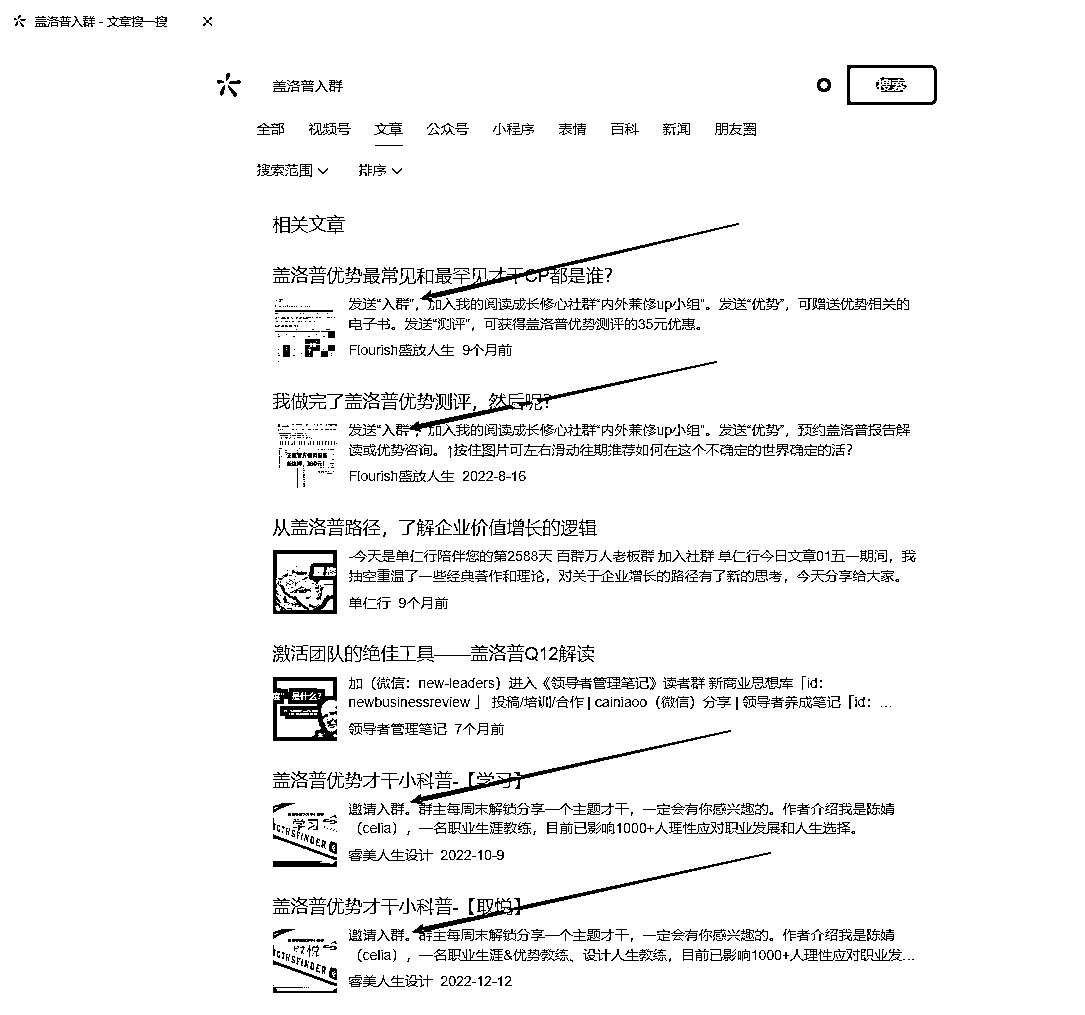 盖洛普入群 - 文章搜一搜
盖洛普入群
搜索
全部 视频号 文章 公众号 小程序 表情 百科 新闻 朋友圈
搜索范围 排序
相关文章
盖洛普优势最常见和最罕见才干CP都是谁？
发送“入群”，加入我的阅读成长修心社群“内外兼修up小组”。发送“优势”，可赠送优势相关的
电子书。发送“测评”，可获得盖洛普优势测评的35元优惠。
Flourish盛放人生 9个月前
我做完了盖洛普优势测评，然后呢？
发送“入群”，加入我的阅读成长修心社群“内外兼修up小组”。发送“优势”，预约盖洛普报告解
读或优势咨询。↑按住图片可左右滑动往期推荐如何在这个不确定的世界确定的活？
Flourish盛放人生 2022-8-16
从盖洛普路径，了解企业价值增长的逻辑
-今天是单仁行陪伴您的第2588天 百群万人老板群 加入社群 单仁行今日文章01五一期间，我
抽空重温了一些经典著作和理论，对关于企业增长的路径有了新的思考，今天分享给大家。
单仁行 9个月前
激活团队的绝佳工具——盖洛普Q12解读
是什么？
加（微信：new-leaders）进入《领导者管理笔记》读者群 新商业思想库「id：
newbusinessreview 」 投稿/培训/合作 | cainiaoo（微信）分享 | 领导者养成笔记「id：...
领导者管理笔记 7个月前
盖洛普优势才干小科普-【学习】
学习
邀请入群。群主每周末解锁分享一个主题才干，一定会有你感兴趣的。作者介绍我是陈婧
（celia），一名职业生涯教练，目前已影响1000+人理性应对职业发展和人生选择。
睿美人生设计 2022-10-9
盖洛普优势才干小科普-【取悦】
取悦
邀请入群。群主每周末解锁分享一个主题才干，一定会有你感兴趣的。作者介绍我是陈婧
（celia），一名职业生涯&优势教练、设计人生教练，目前已影响1000+人理性应对职业发...
睿美人生设计 2022-12-12